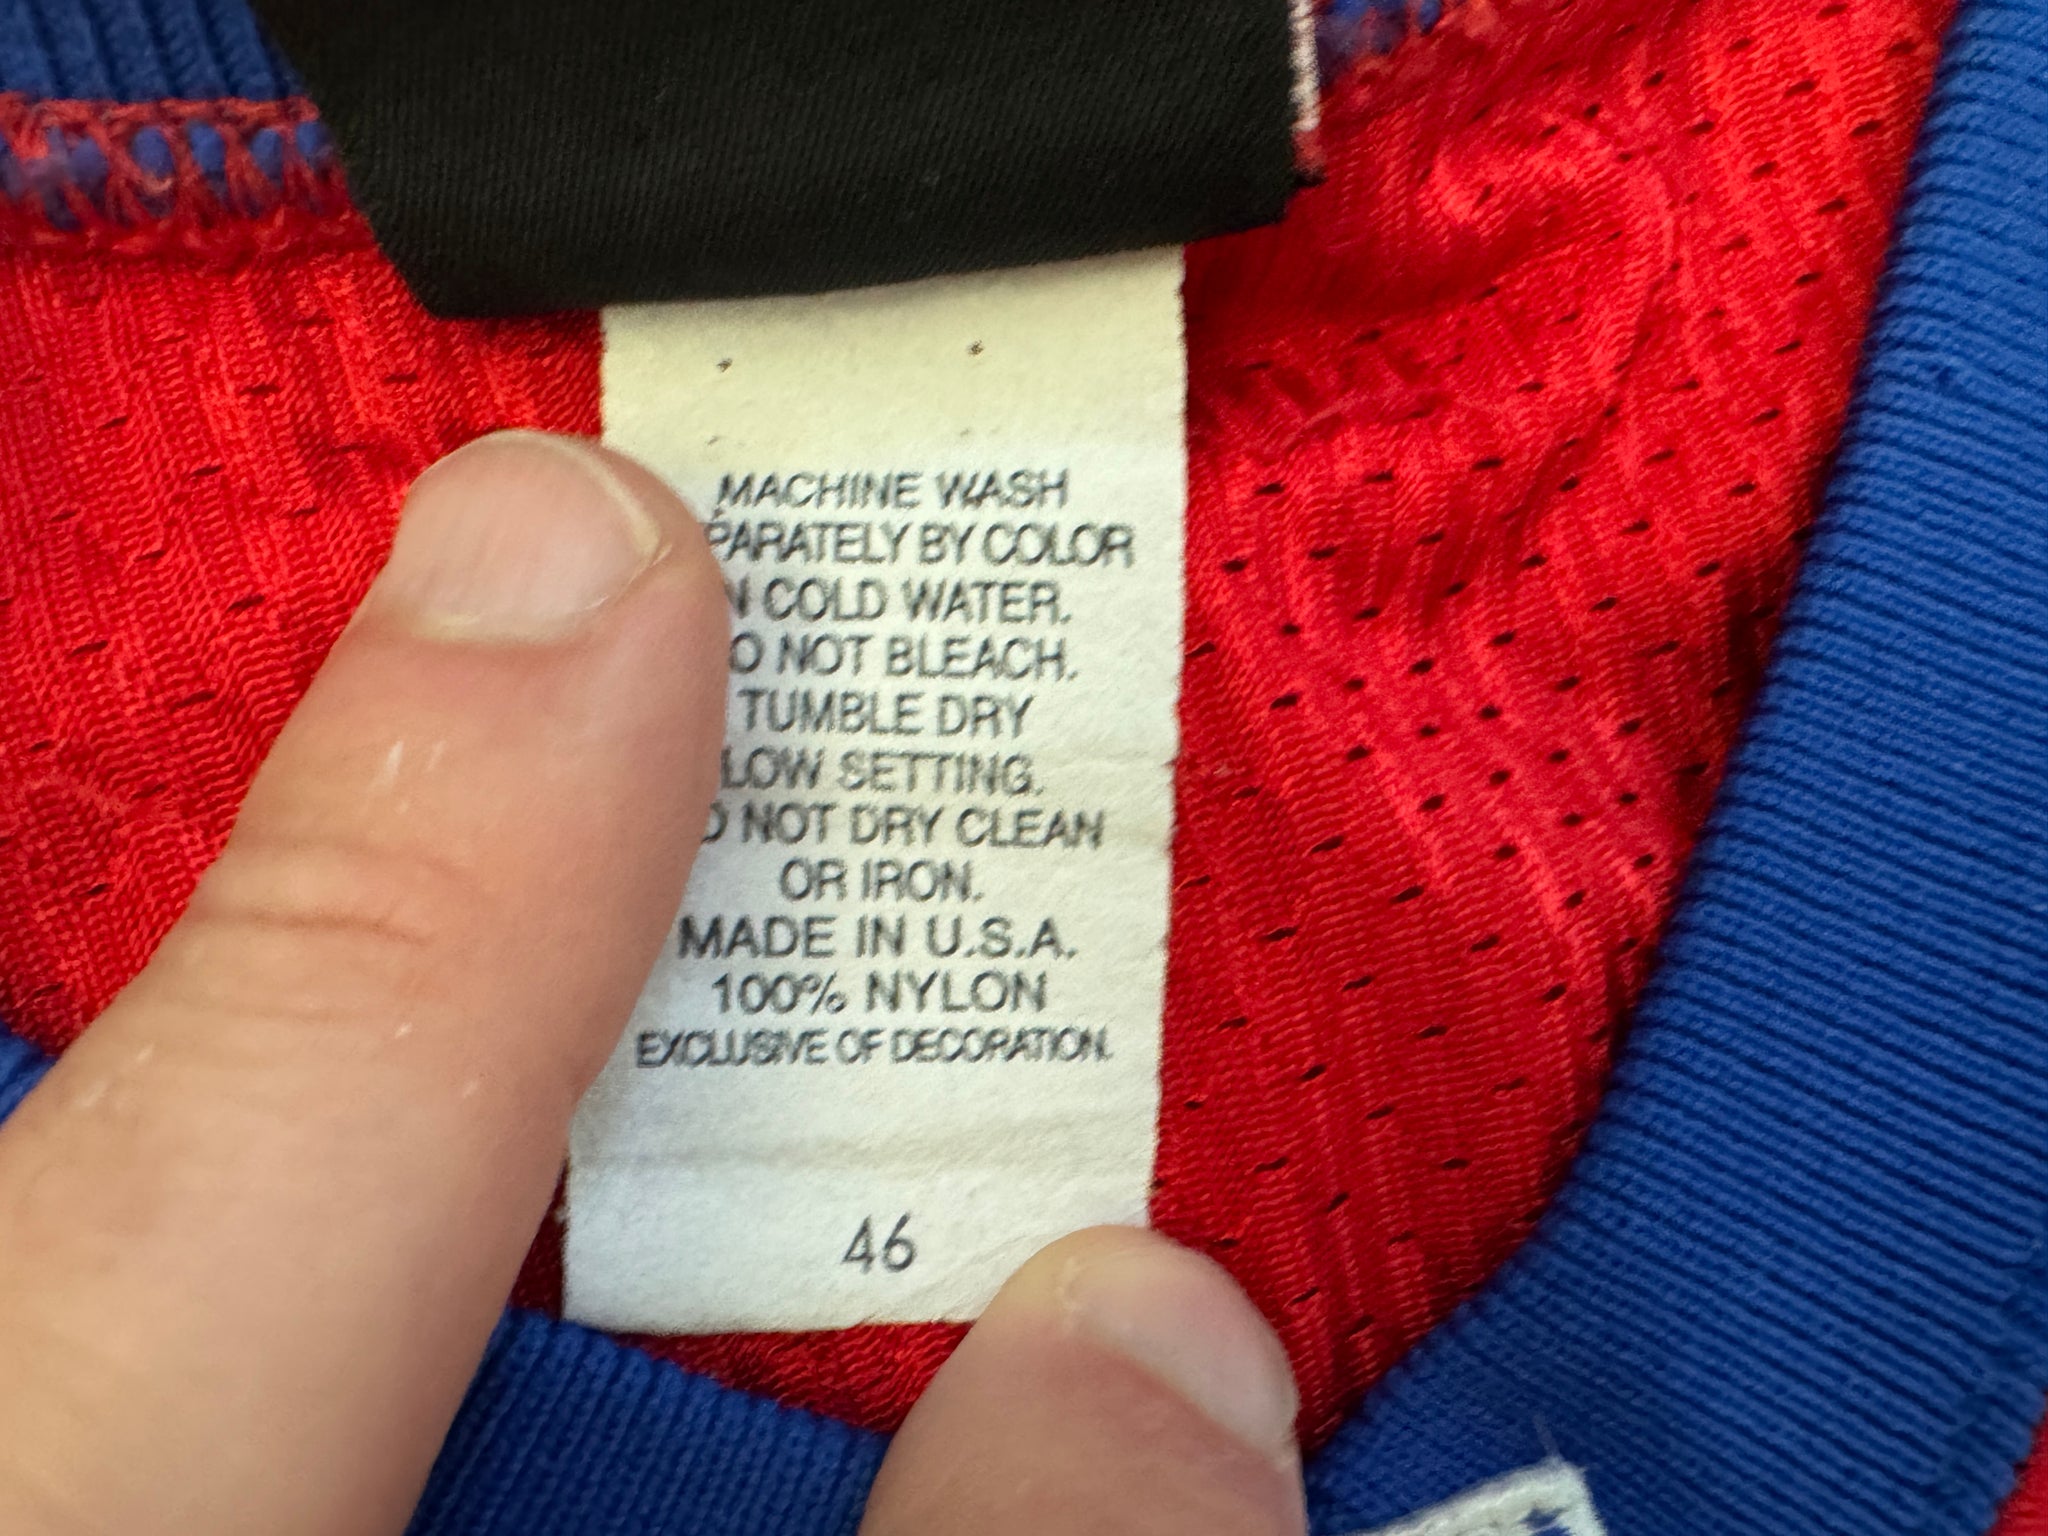 MACHINE WASH
PARATELY BY COLOR
N COLD WATER.
O NOT BLEACH.
TUMBLE DRY
LOW SETTING.
O NOT DRY CLEAN
OR IRON.
MADE IN U.S.A.
100% NYLON
EXCLUSIVE OF DECORATION.
46